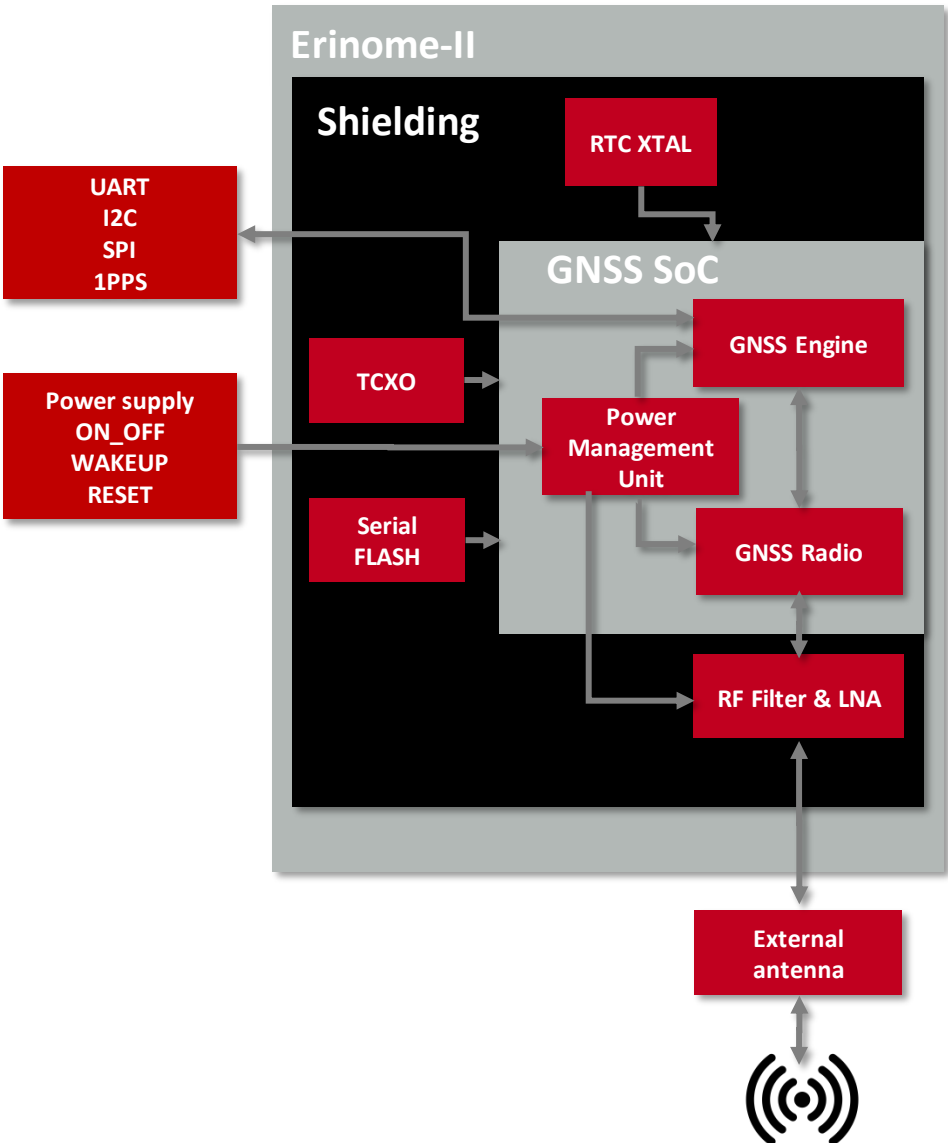 Erinome-II
Shielding
RTC XTAL
UART
I2C
SPI
1PPS
GNSS SoC
GNSS Engine
TCXO
Power supply
ON_OFF
WAKEUP
RESET
Power
Management
Unit
Serial
FLASH
GNSS Radio
RF Filter & LNA
External
antenna